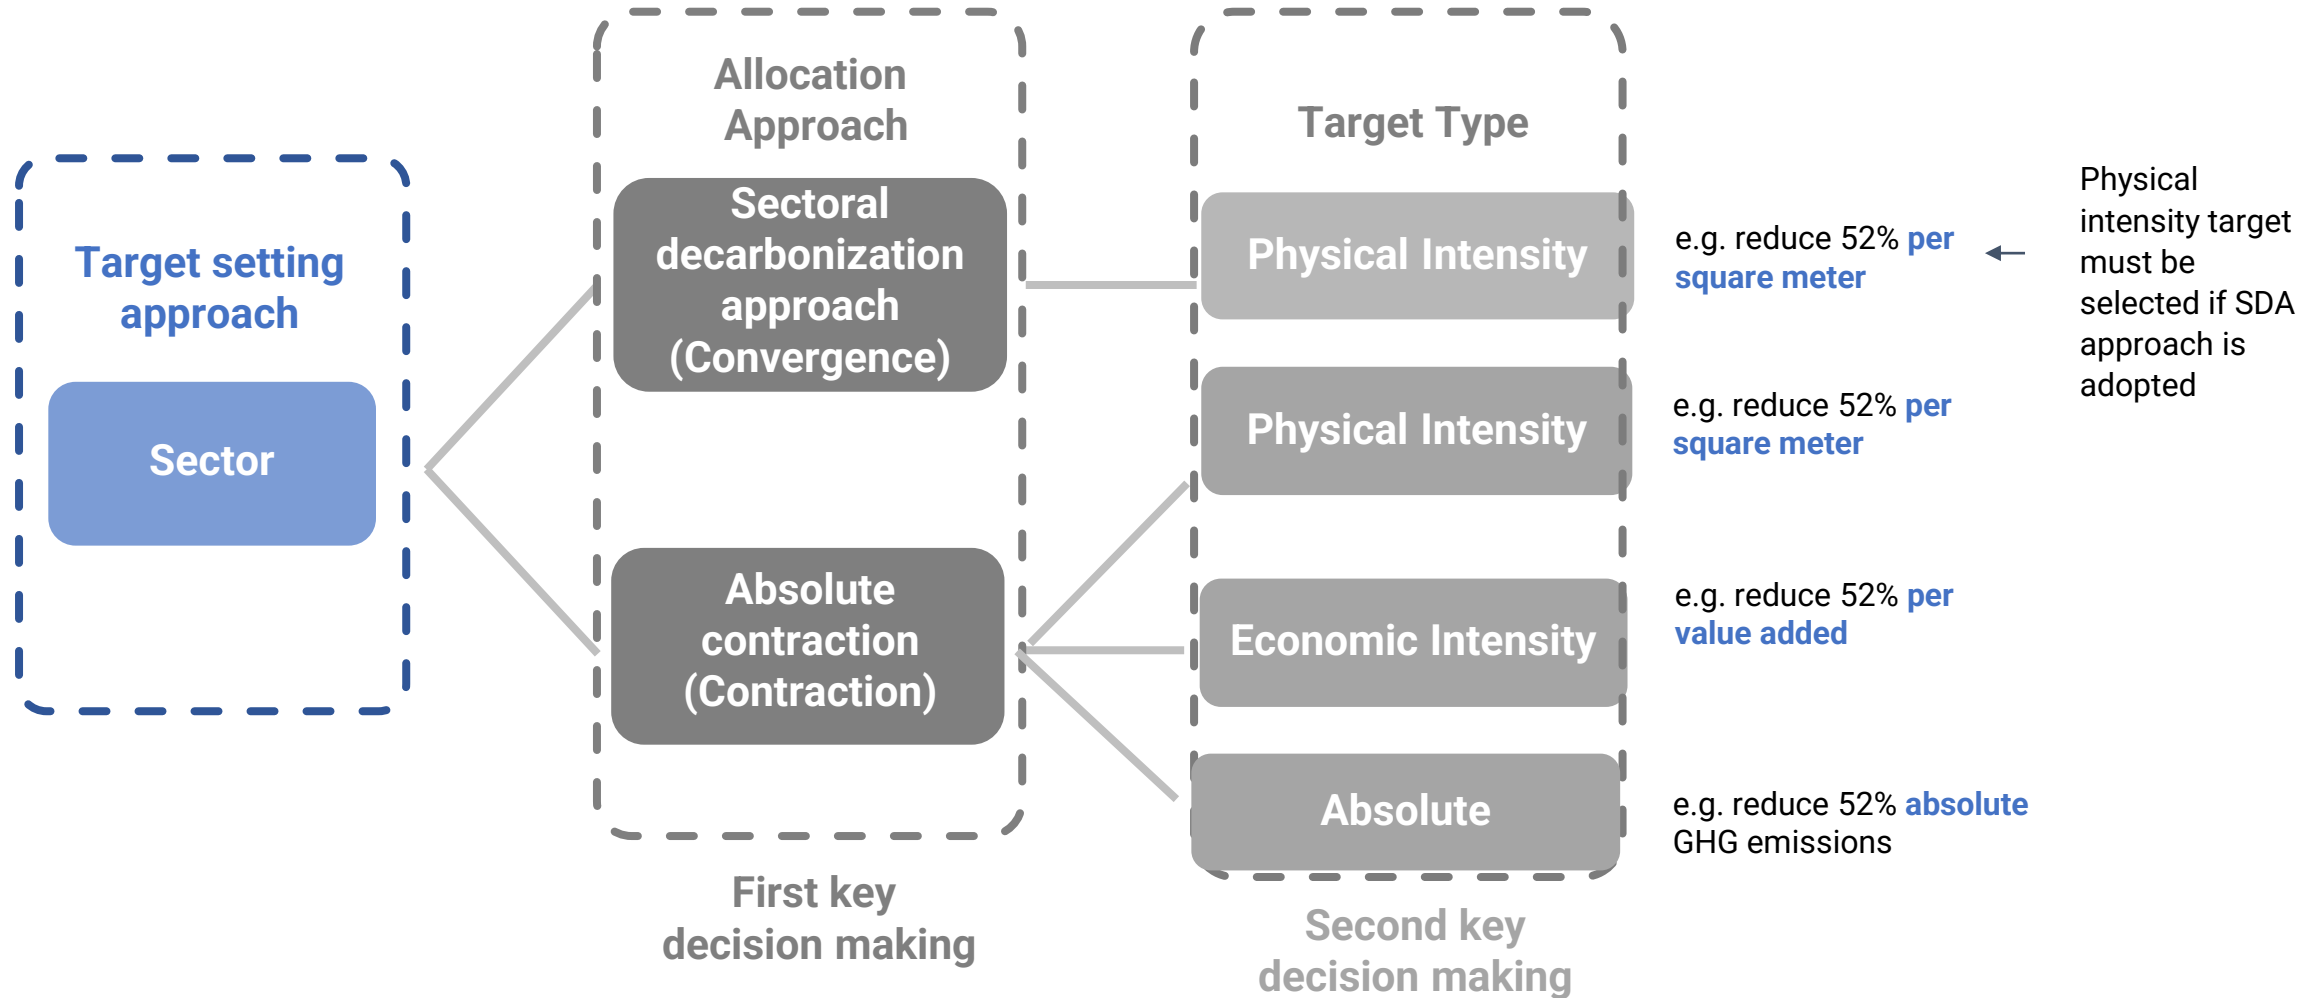 Target setting
approach
Sector
Allocation
Approach
Sectoral
decarbonization
approach
(Convergence)
Absolute
contraction
(Contraction)
First key
decision making
Target Type
Physical Intensity
e.g. reduce 52% per
square meter
Physical
intensity target
must be
selected if SDA
approach is
adopted
Physical Intensity
e.g. reduce 52% per
square meter
Economic Intensity
e.g. reduce 52% per
value added
Absolute
e.g. reduce 52% absolute
GHG emissions
Second key
decision making